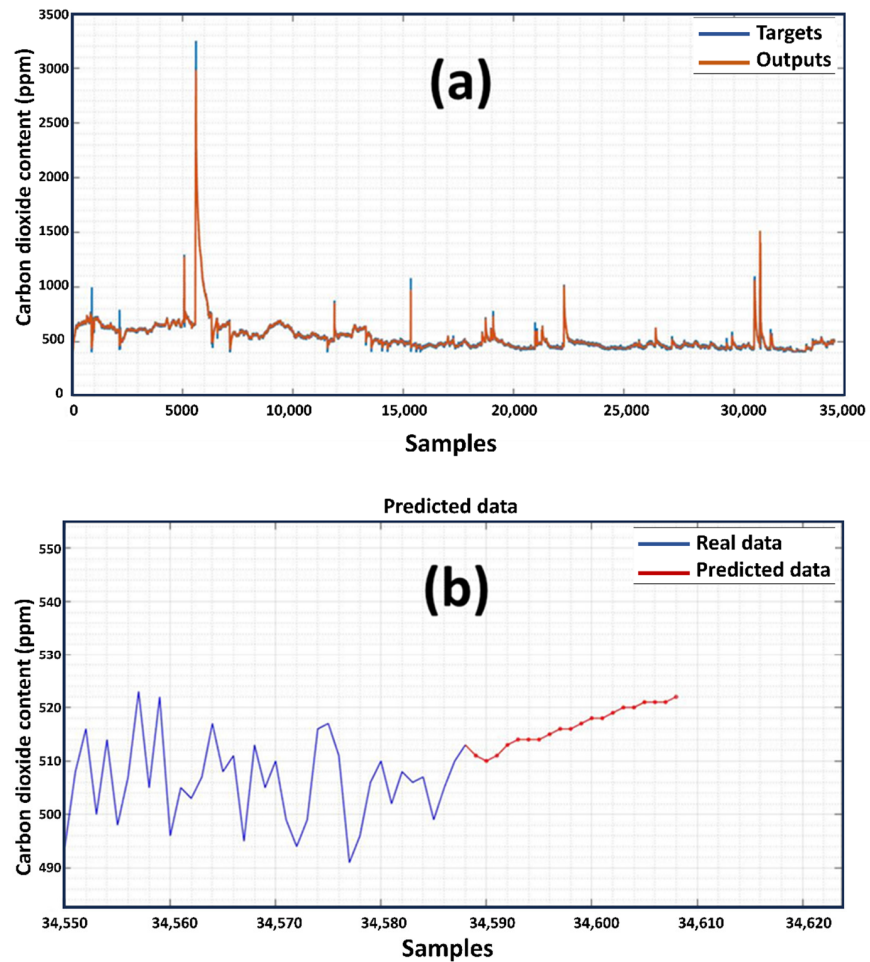 3500
3000
2500
2000
1500
1000
500
0
Carbon dioxide content (ppm)
Targets
Outputs
(a)
0 5000 10,000 15,000 20,000 25,000 30,000 35,000
Samples
Predicted data
550
540
530
520
510
500
490
Carbon dioxide content (ppm)
Real data
Predicted data
(b)
34,550 34,560 34,570 34,580 34,590 34,600 34,610 34,620
Samples